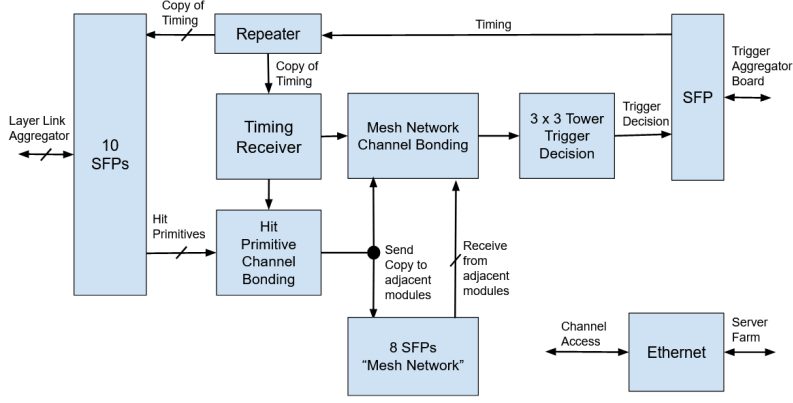 Copy of
Timing
Repeater
Timing
Copy of
Timing
Layer Link
Aggregator
10
SFPs
Timing
Receiver
Mesh Network
Channel Bonding
3 x 3 Tower
Trigger
Decision
Trigger
Decision
SFP
Trigger
Aggregator
Board
Hit
Primitives
Hit
Primitive
Channel
Bonding
Send
Copy to
adjacent
modules
Receive
from
adjacent
modules
8 SFPs
“Mesh Network”
Channel
Access
Ethernet
Server
Farm